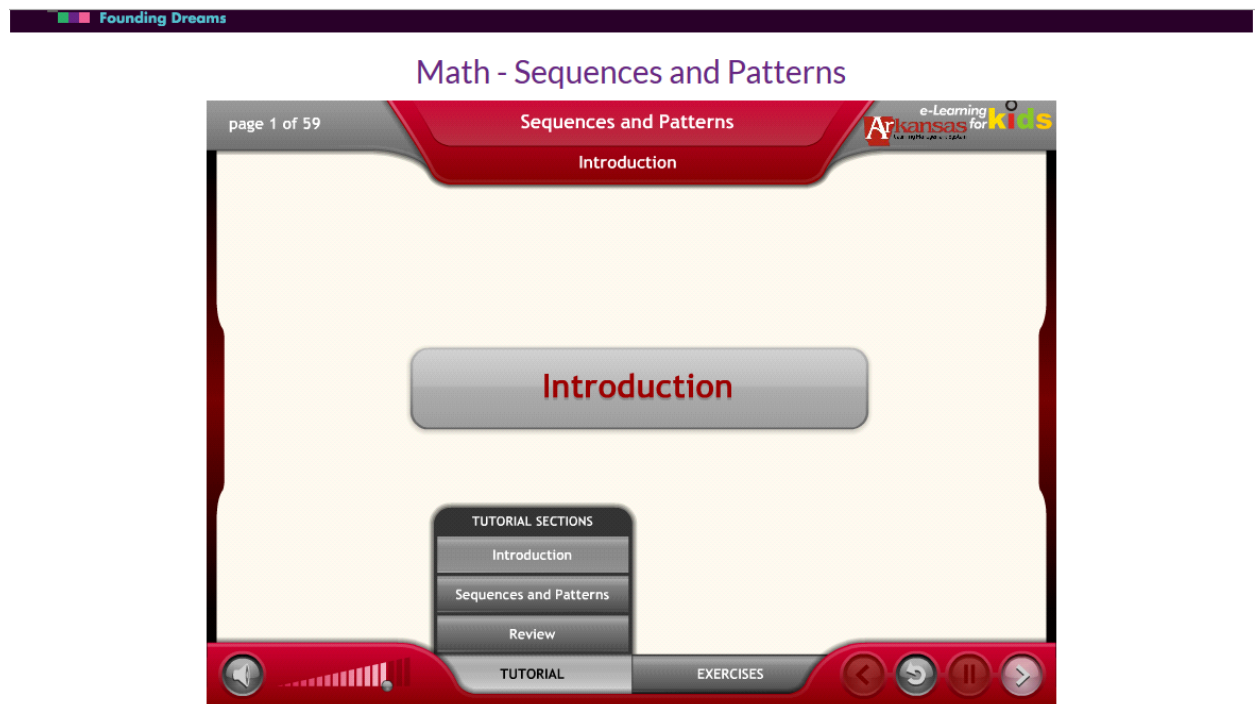 Founding Dreams
Math - Sequences and Patterns
page 1 of 59
Sequences and Patterns
e-Learning
for kids
Arkansas
Introduction
Introduction
TUTORIAL SECTIONS
Introduction
Sequences and Patterns
Review
TUTORIAL
EXERCISES